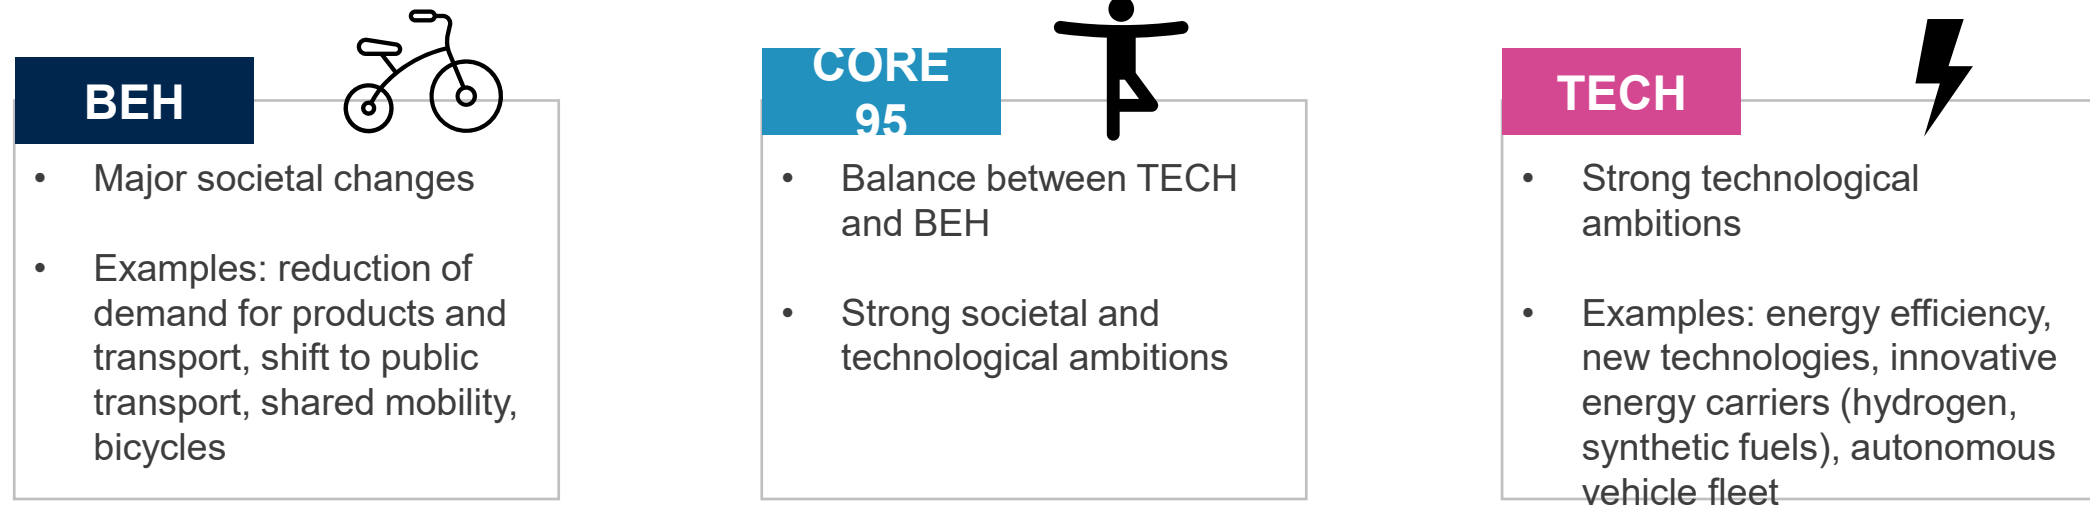 BEH
• Major societal changes
• Examples: reduction of
demand for products and
transport, shift to public
transport, shared mobility,
bicycles
CORE
95
• Balance between TECH
and BEH
• Strong societal and
technological ambitions
TECH
• Strong technological
ambitions
• Examples: energy efficiency,
new technologies, innovative
energy carriers (hydrogen,
synthetic fuels), autonomous
vehicle fleet